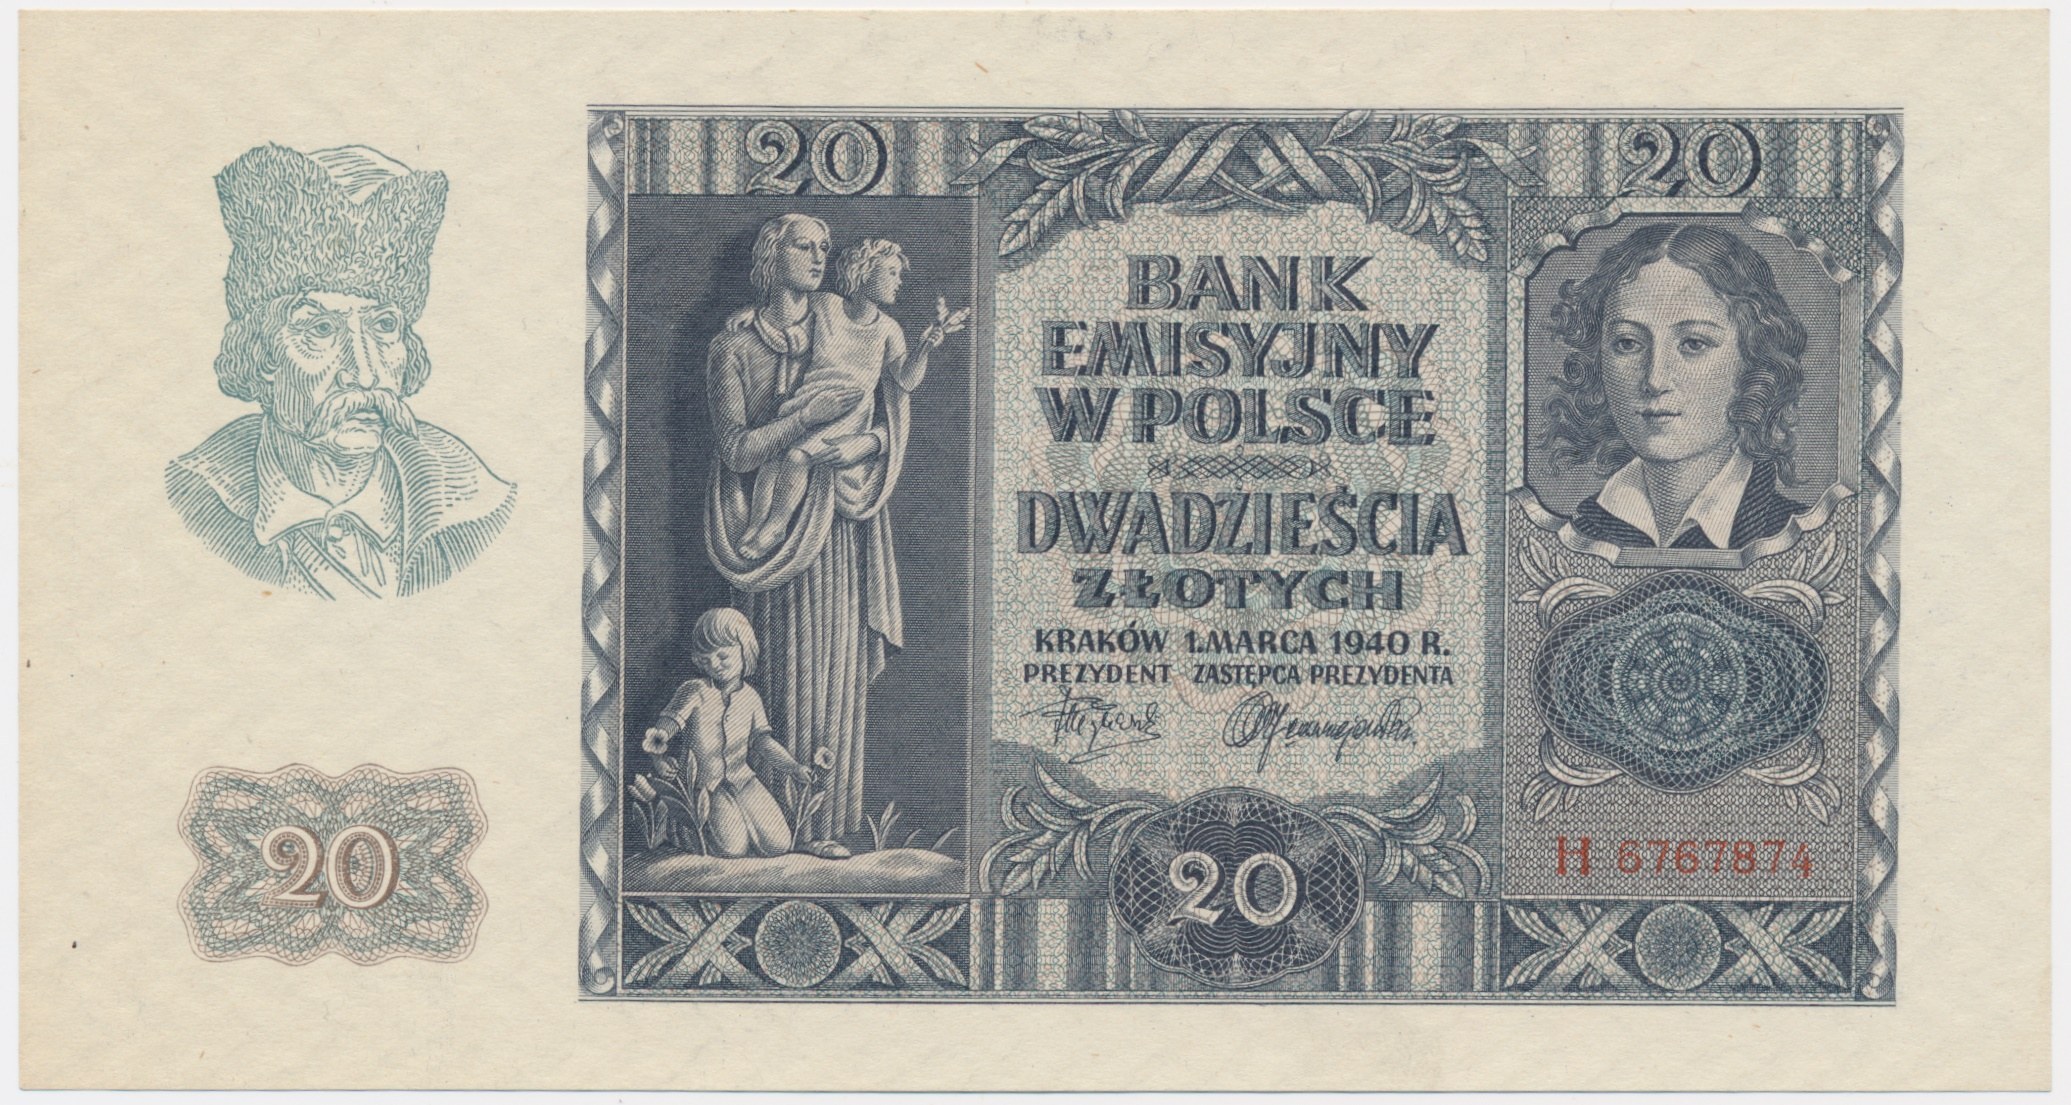 20 20
BANK
EMISYJNY
W POLSCE
DWADZIEŚCIA
ZŁOTYCH
KRAKÓW 1.MARCA 1940 R.
PREZYDENT ZASTĘPCA PREZYDENTA
20
20
H 6767874